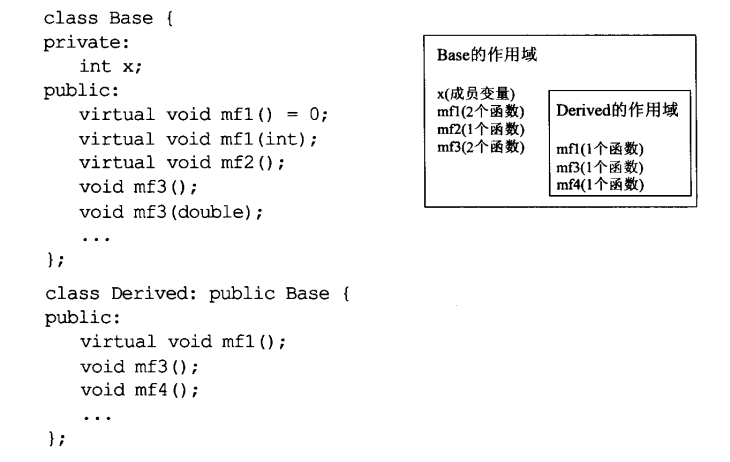 class Base {
private:
int x;
public:
virtual void mf1() = 0;
virtual void mf1(int);
virtual void mf2();
void mf3();
void mf3(double);
...
};
class Derived: public Base {
public:
virtual void mf1();
void mf3();
void mf4();
...
};
Base的作用域
x(成员变量)
mf1(2个函数)
mf2(1个函数)
mf3(2个函数)
Derived的作用域
mf1(1个函数)
mf3(1个函数)
mf4(1个函数)